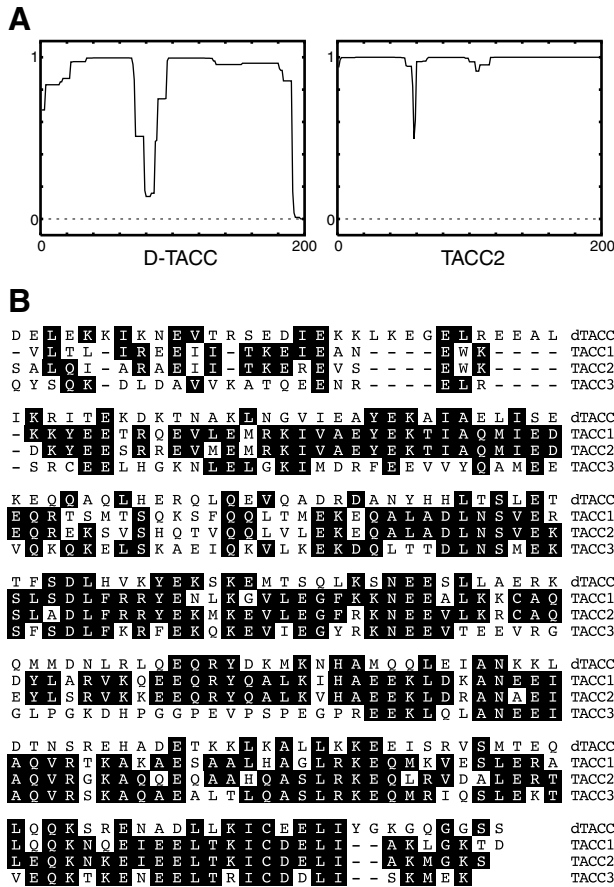 A
1
0
0
200
D-TACC
1
0
0
200
TACC2
B
D E L E K K I K N E V T R S E D I E K K L K E G E L R E E A L dTACC
- V L T L - I R E E I I - T K E I E A N - - - - E W K - - - - TACC1
S A L Q I - A R A E I I - T K E R E V S - - - - E W K - - - - TACC2
Q Y S Q K - D L D A V V K A T Q E E N R - - - - E L R - - - - TACC3
I K R I T E K D K T N A K L N G V I E A Y E K A I A E L I S E dTACC
- K K Y E E T R Q E V L E M R K I V A E Y E K T I A Q M I E D TACC1
- D K Y E E S R R E V M E M R K I V A E Y E K T I A Q M I E D TACC2
- S R C E E L H G K N L E L G K I M D R F E E V V Y Q A M E E TACC3
K E Q Q A Q L H E R Q L Q E V Q A D R D A N Y H H L T S L E T dTACC
E Q R T S M T S Q K S F Q Q L T M E K E Q A L A D L N S V E R TACC1
E Q R E K S V S H Q T V Q Q L V L E K E Q A L A D L N S V E K TACC2
V Q K Q K E L S K A E I Q K V L K E K D Q L T T D L N S M E K TACC3
T F S D L H V K Y E K S K E M T S Q L K S N E E S L L A E R K dTACC
S L S D L F R R Y E N L K G V L E G F K K N E E A L K K C A Q TACC1
S L A D L F R R Y E K M K E V L E G F R K N E E V L K R C A Q TACC2
S F S D L F K R F E K Q K E V I E G Y R K N E E V T E E V R G TACC3
Q M M D N L R L Q E Q R Y D K M K N H A M Q Q L E I A N K K L dTACC
D Y L A R V K Q E E Q R Y Q A L K I H A E E K L D K A N E E I TACC1
E Y L S R V K K E E Q R Y Q A L K V H A E E K L D R A N A E I TACC2
G L P G K D H P G G P E V P S P E G P R E E K L Q L A N E E I TACC3
D T N S R E H A D E T K K L K A L L K K E E I S R V S M T E Q dTACC
A Q V R T K A K A E S A A L H A G L R K E Q M K V E S L E R A TACC1
A Q V R G K A Q Q E Q A A H Q A S L R K E Q L R V D A L E R T TACC2
A Q V R S K A Q A E A L T L Q A S L R K E Q M R I Q S L E K T TACC3
L Q Q K S R E N A D L L K I C E E L I Y G K G Q G G S S dTACC
L Q Q K N Q E I E E L T K I C D E L I - - A K L G K T D TACC1
L E Q K N K E I E E L T K I C D E L I - - A K M G K S TACC2
V E Q K T K E N E E L T R I C D D L I - - S K M E K TACC3